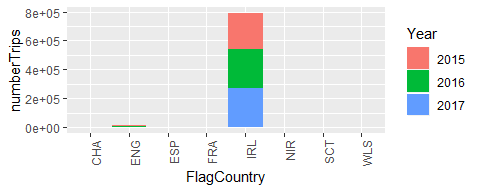 numberTrips
8e+05
6e+05
4e+05
2e+05
0e+00
CHA
ENG
ESP
FRA
IRL
NIR
SCT
WLS
FlagCountry
Year
2015
2016
2017